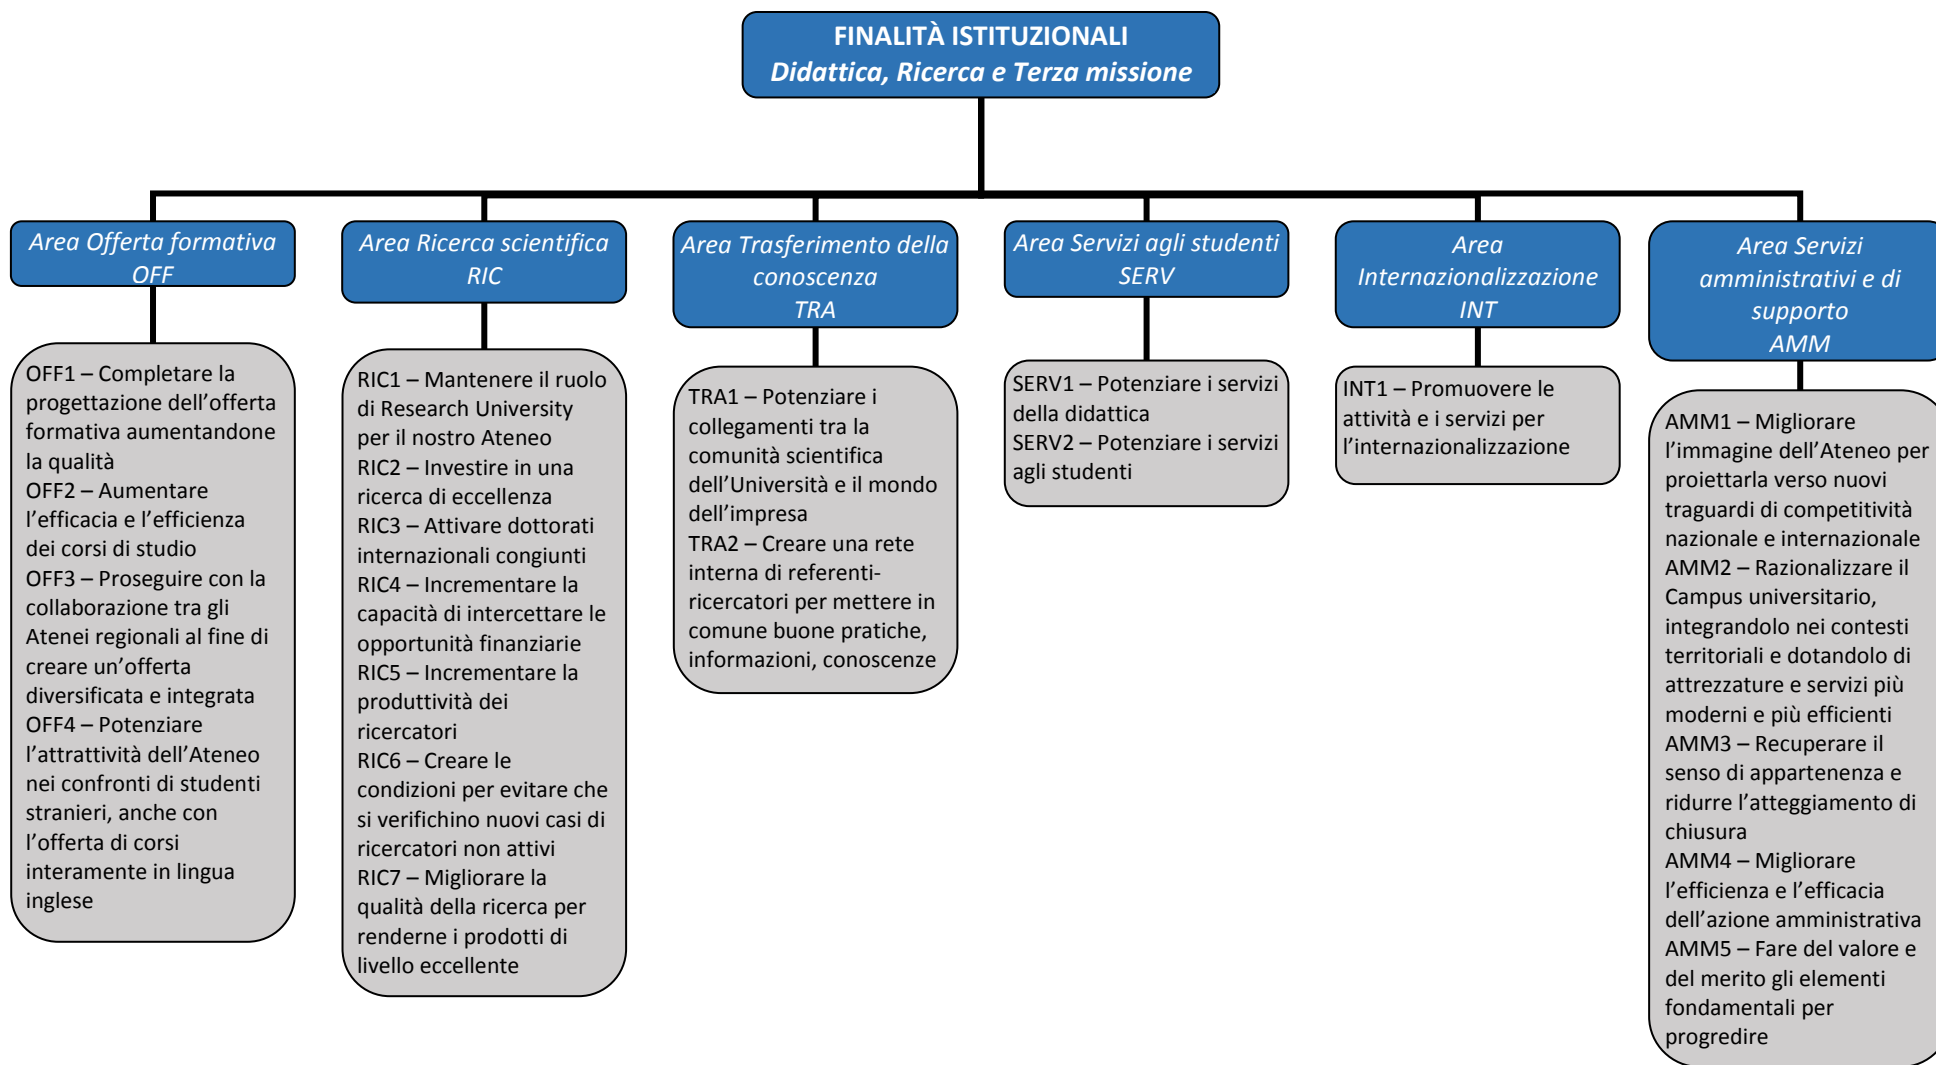 FINALITÀ ISTITUZIONALI
Didattica, Ricerca e Terza missione
Area Offerta formativa
OFF
OFF1 – Completare la
progettazione dell’offerta
formativa aumentandone
la qualità
OFF2 – Aumentare
l’efficacia e l’efficienza
dei corsi di studio
OFF3 – Proseguire con la
collaborazione tra gli
Atenei regionali al fine di
creare un’offerta
diversificata e integrata
OFF4 – Potenziare
l’attrattività dell’Ateneo
nei confronti di studenti
stranieri, anche con
l’offerta di corsi
interamente in lingua
inglese
Area Ricerca scientifica
RIC
RIC1 – Mantenere il ruolo
di Research University
per il nostro Ateneo
RIC2 – Investire in una
ricerca di eccellenza
RIC3 – Attivare dottorati
internazionali congiunti
RIC4 – Incrementare la
capacità di intercettare le
opportunità finanziarie
RIC5 – Incrementare la
produttività dei
ricercatori
RIC6 – Creare le
condizioni per evitare che
si verifichino nuovi casi di
ricercatori non attivi
RIC7 – Migliorare la
qualità della ricerca per
renderne i prodotti di
livello eccellente
Area Trasferimento della
conoscenza
TRA
TRA1 – Potenziare i
collegamenti tra la
comunità scientifica
dell’Università e il mondo
dell’impresa
TRA2 – Creare una rete
interna di referenti-
ricercatori per mettere in
comune buone pratiche,
informazioni, conoscenze
Area Servizi agli studenti
SERV
SERV1 – Potenziare i servizi
della didattica
SERV2 – Potenziare i servizi
agli studenti
Area
Internazionalizzazione
INT
INT1 – Promuovere le
attività e i servizi per
l’internazionalizzazione
Area Servizi
amministrativi e di
supporto
AMM
AMM1 – Migliorare
l’immagine dell’Ateneo per
proiettarla verso nuovi
traguardi di competitività
nazionale e internazionale
AMM2 – Razionalizzare il
Campus universitario,
integrandolo nei contesti
territoriali e dotandolo di
attrezzature e servizi più
moderni e più efficienti
AMM3 – Recuperare il
senso di appartenenza e
ridurre l’atteggiamento di
chiusura
AMM4 – Migliorare
l’efficienza e l’efficacia
dell’azione amministrativa
AMM5 – Fare del valore e
del merito gli elementi
fondamentali per
progredire